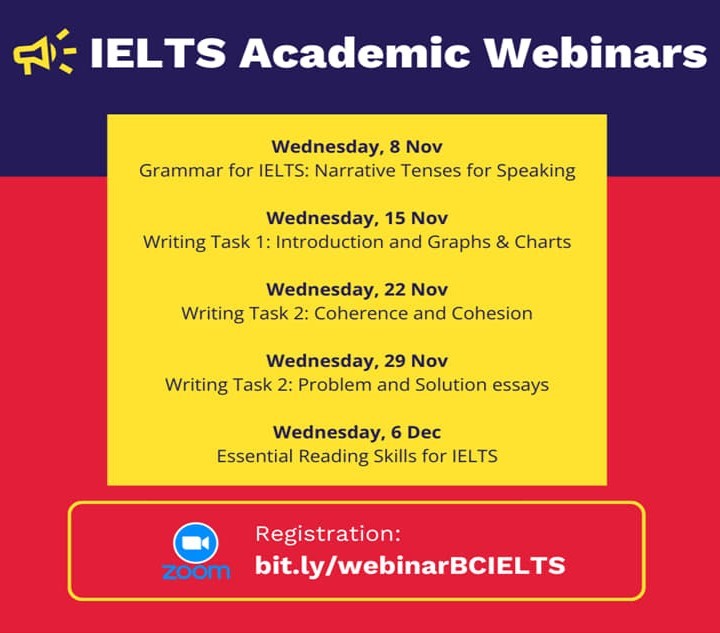 IELTS Academic Webinars
Wednesday, 8 Nov
Grammar for IELTS: Narrative Tenses for Speaking
Wednesday, 15 Nov
Writing Task 1: Introduction and Graphs & Charts
Wednesday, 22 Nov
Writing Task 2: Coherence and Cohesion
Wednesday, 29 Nov
Writing Task 2: Problem and Solution essays
Wednesday, 6 Dec
Essential Reading Skills for IELTS
Registration:
zoom
bit.ly/webinarBCIELTS